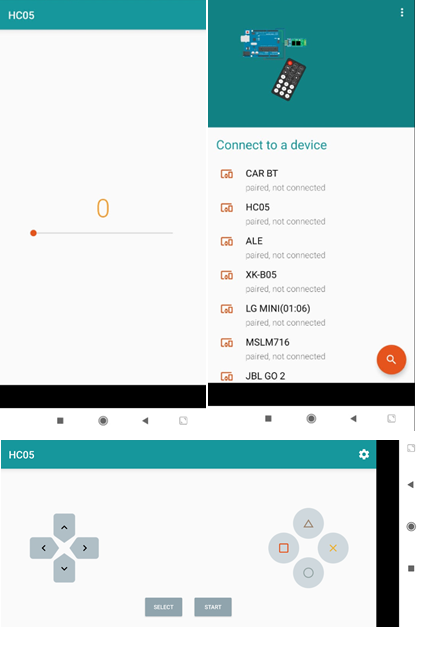 HC05
0
Connect to a device
CAR BT
paired, not connected
HC05
paired, not connected
ALE
paired, not connected
XK-B05
paired, not connected
LG MINI(01:06)
paired, not connected
MSLM716
paired, not connected
JBL GO 2
HC05
SELECT
START